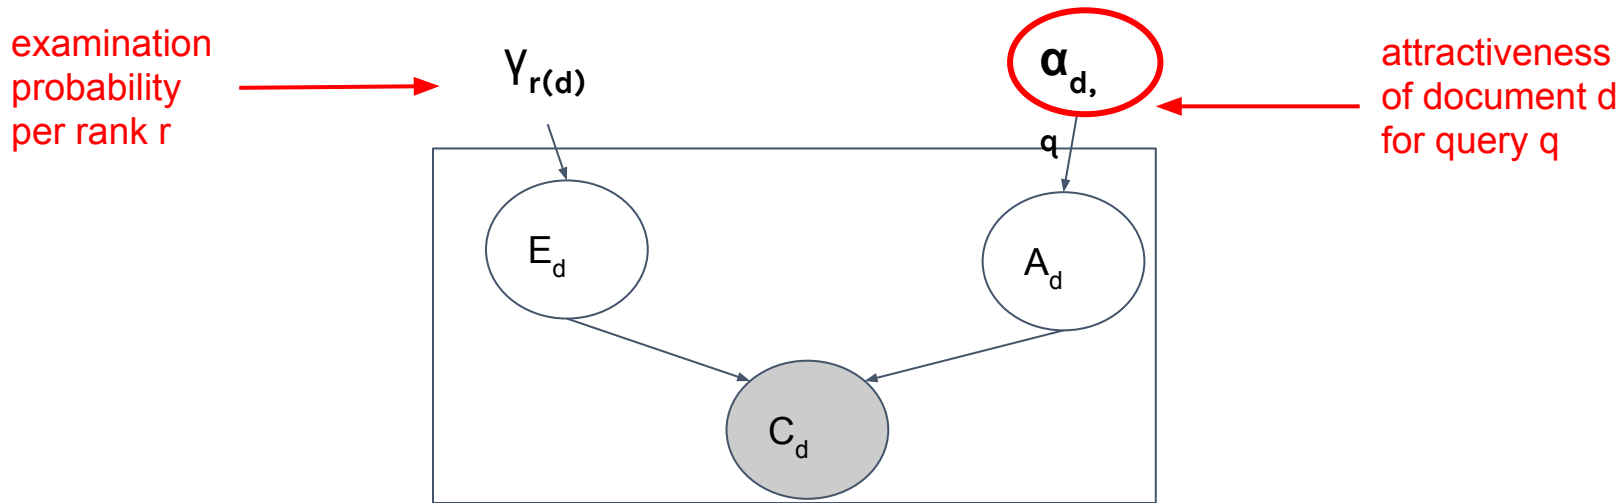 examination
probability
per rank r
γr(d)
αd,
q
attractiveness
of document d
for query q
Ed
Ad
Cd